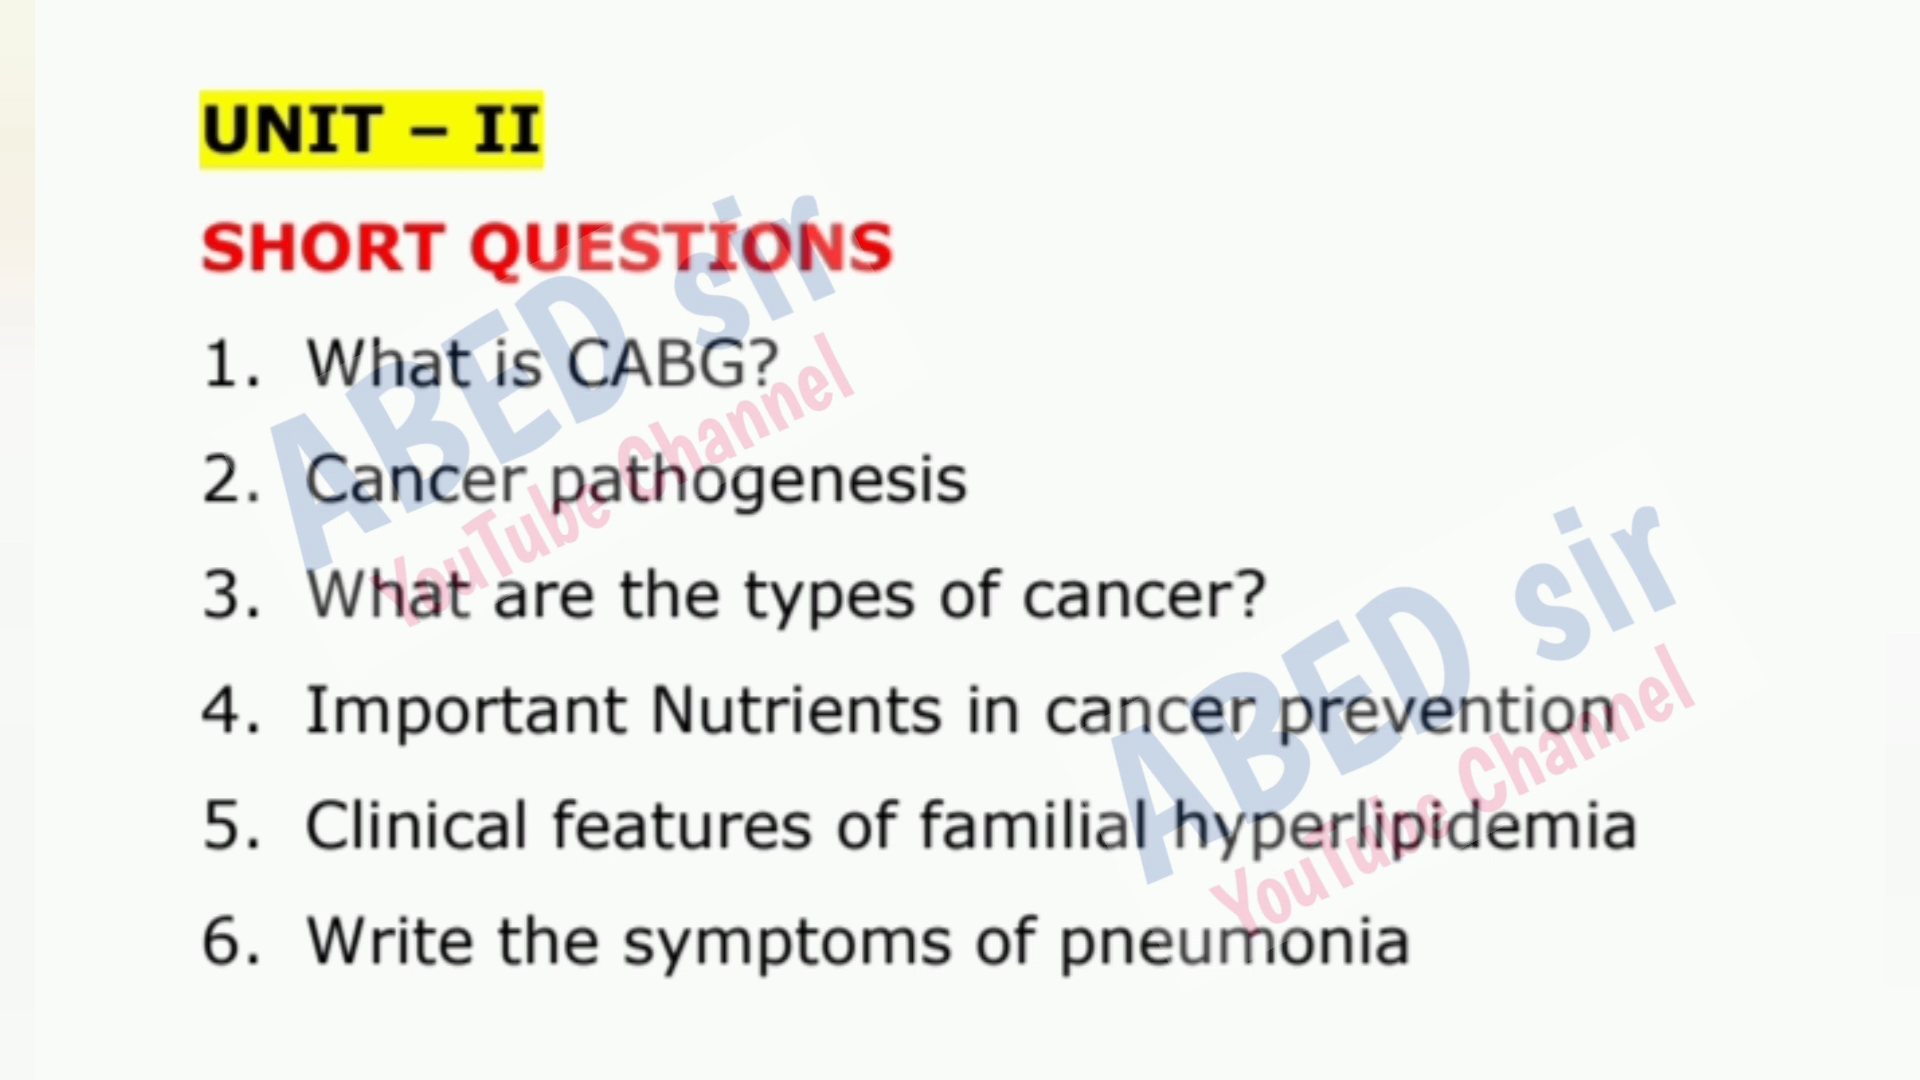 UNIT – II
SHORT QUESTIONS
1. What is CABG?
2. Cancer pathogenesis
3. What are the types of cancer?
4. Important Nutrients in cancer prevention
5. Clinical features of familial hyperlipidemia
6. Write the symptoms of pneumonia
ABED sir
YouTube Channel
ABED sir
YouTube Channel